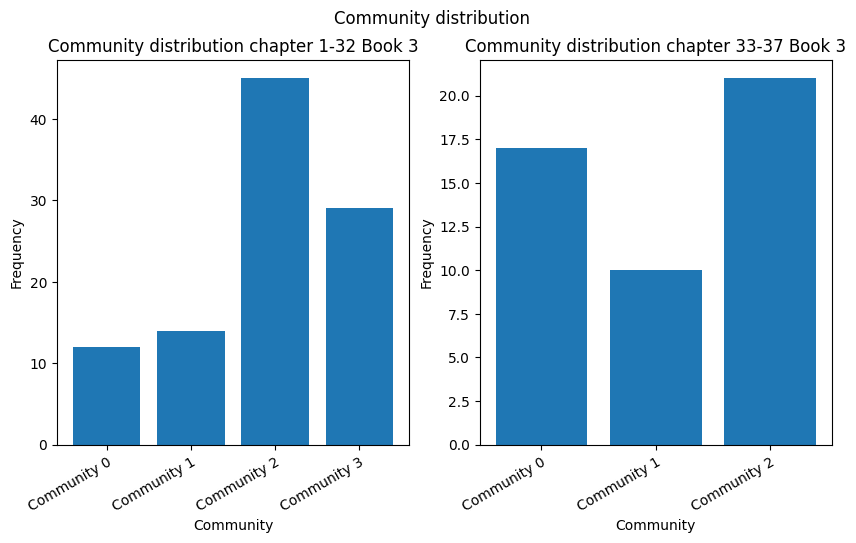 Community distribution
Community distribution chapter 1-32 Book 3
Frequency
40
30
20
10
0
Community 0
Community 1
Community 2
Community 3
Community
Community distribution chapter 33-37 Book 3
Frequency
20.0
17.5
15.0
12.5
10.0
7.5
5.0
2.5
0.0
Community 0
Community 1
Community 2
Community